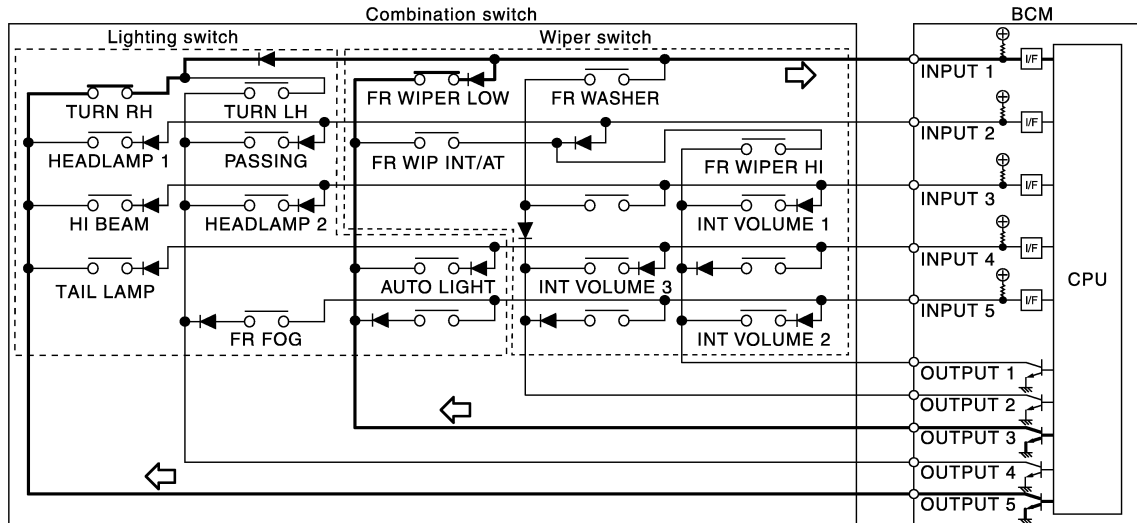 Combination switch
BCM
Lighting switch
Wiper switch
INPUT 1
I/F
TURN RH
TURN LH
FR WIPER LOW
FR WASHER
INPUT 2
I/F
HEADLAMP 1
PASSING
FR WIP INT/AT
FR WIPER HI
INPUT 3
I/F
HI BEAM
HEADLAMP 2
INT VOLUME 1
INPUT 4
I/F
CPU
TAIL LAMP
AUTO LIGHT
INT VOLUME 3
INPUT 5
I/F
FR FOG
INT VOLUME 2
OUTPUT 1
OUTPUT 2
OUTPUT 3
OUTPUT 4
OUTPUT 5